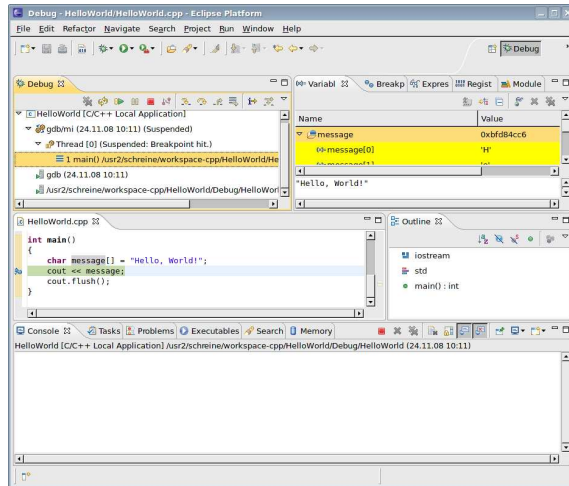 Debug - HelloWorld/HelloWorld.cpp - Eclipse Platform
File Edit Refactor Navigate Search Project Run Window Help
Debug
Debug
HelloWorld [C/C++ Local Application]
gdb/mi (24.11.08 10:11) (Suspended)
Thread [0] (Suspended: Breakpoint hit.)
1 main() /usr2/schreine/workspace-cpp/HelloWorld/He
gdb (24.11.08 10:11)
/usr2/schreine/workspace-cpp/HelloWorld/Debug/HelloWorl
Variabl Breakp Expres Regist Module
Name Value
message 0xbfd84cc6
message[0] 'H'
message[1] 'e'
"Hello, World!"
HelloWorld.cpp
int main()
{
char message[] = "Hello, World!";
cout << message;
cout.flush();
}
Outline
iostream
std
main() : int
Console Tasks Problems Executables Search Memory
HelloWorld [C/C++ Local Application] /usr2/schreine/workspace-cpp/HelloWorld/Debug/HelloWorld (24.11.08 10:11)